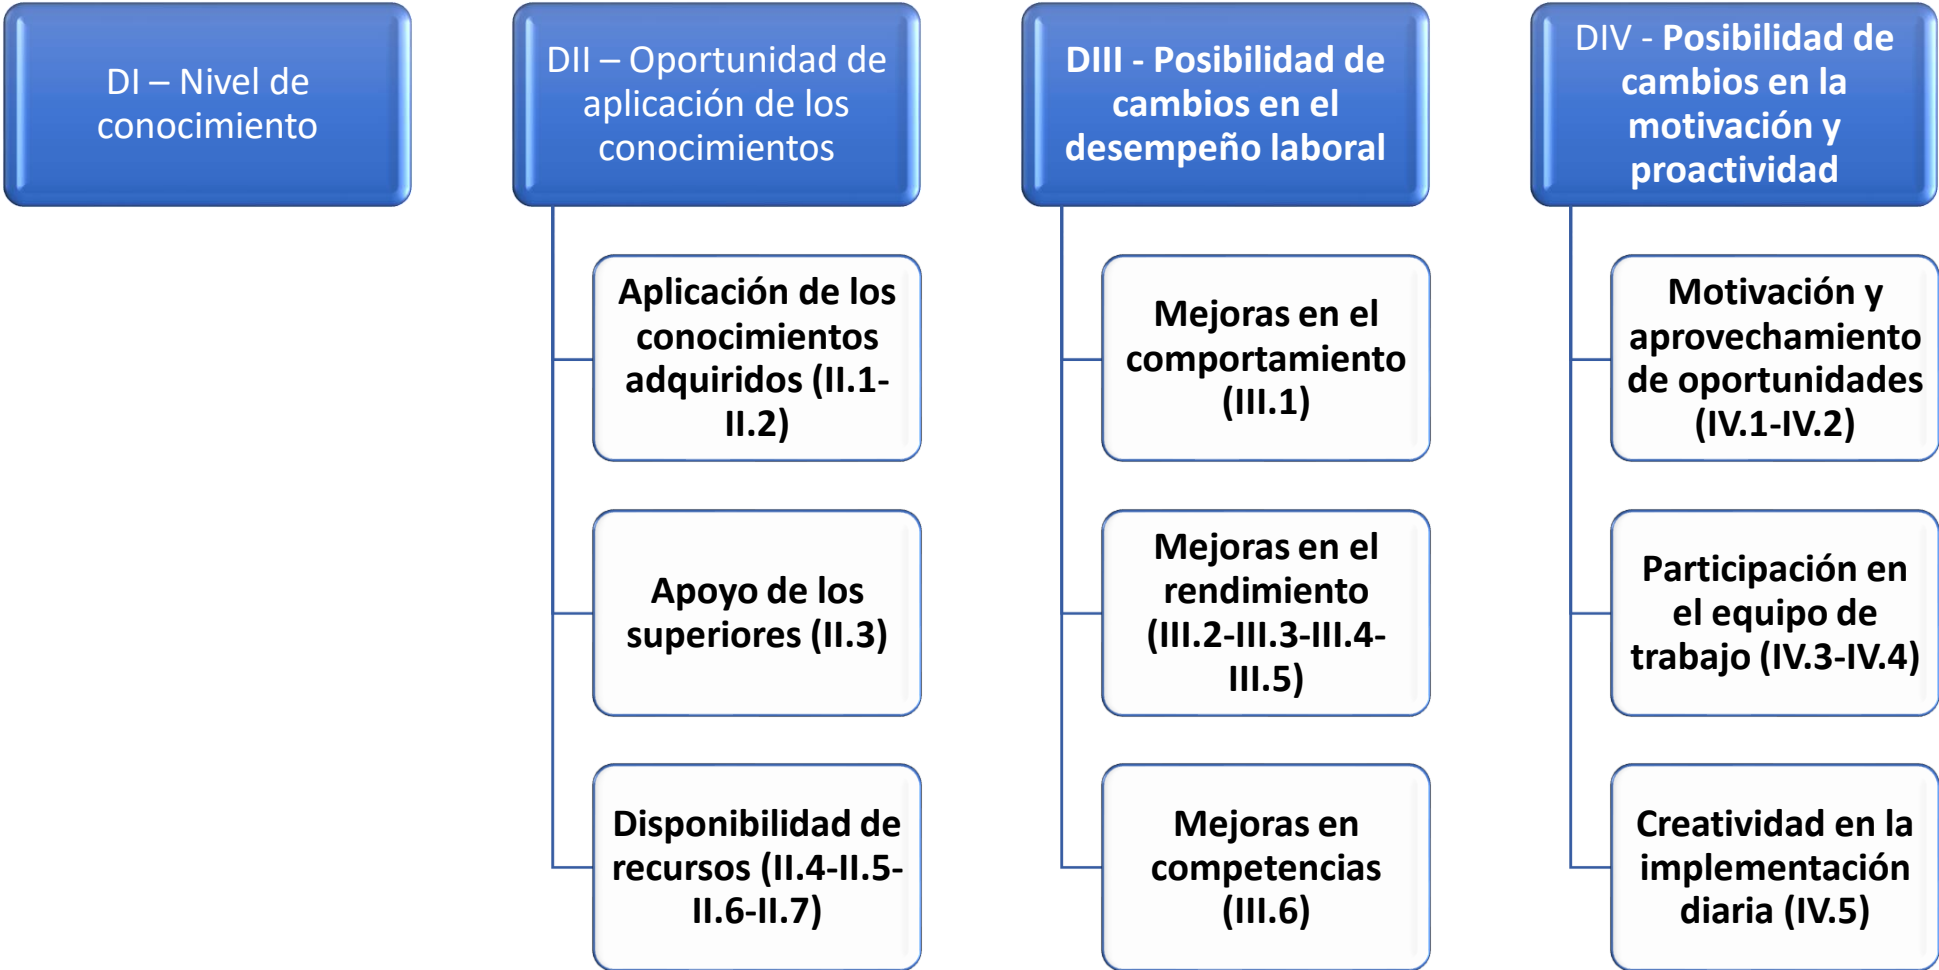 DI – Nivel de
conocimiento
DII – Oportunidad de
aplicación de los
conocimientos
Aplicación de los
conocimientos
adquiridos (II.1-
II.2)
Apoyo de los
superiores (II.3)
Disponibilidad de
recursos (II.4-II.5-
II.6-II.7)
DIII - Posibilidad de
cambios en el
desempeño laboral
Mejoras en el
comportamiento
(III.1)
Mejoras en el
rendimiento
(III.2-III.3-III.4-
III.5)
Mejoras en
competencias
(III.6)
DIV - Posibilidad de
cambios en la
motivación y
proactividad
Motivación y
aprovechamiento
de oportunidades
(IV.1-IV.2)
Participación en
el equipo de
trabajo (IV.3-IV.4)
Creatividad en la
implementación
diaria (IV.5)